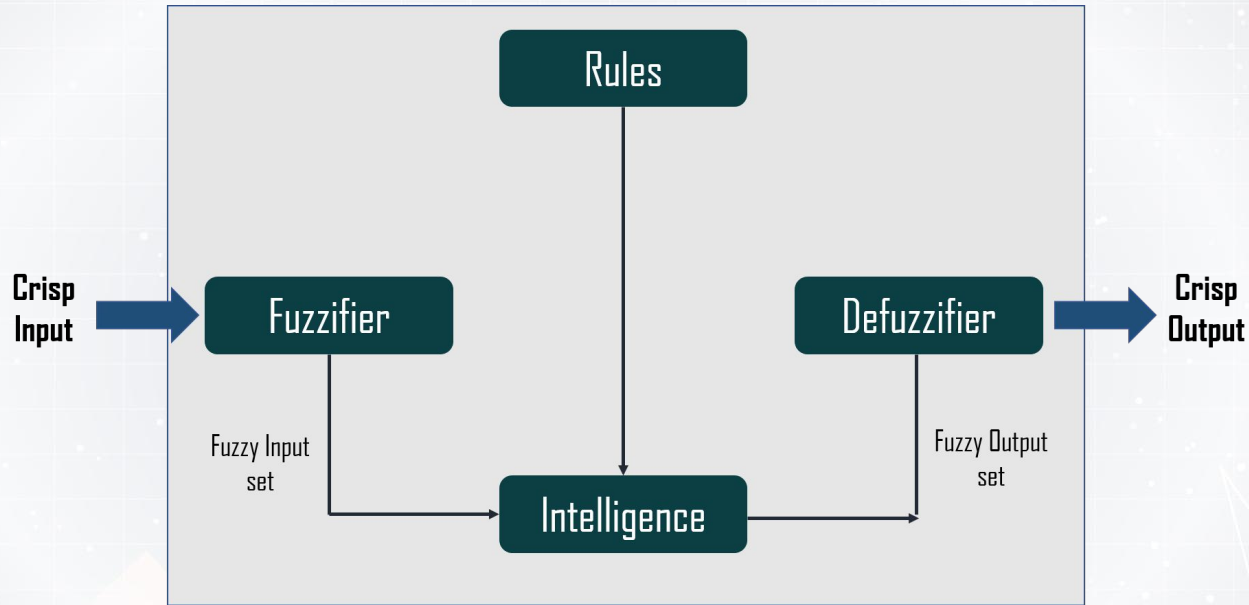 Rules
Crisp
Input
Fuzzifier
Defuzzifier
Crisp
Output
Fuzzy Input
set
Fuzzy Output
set
Intelligence